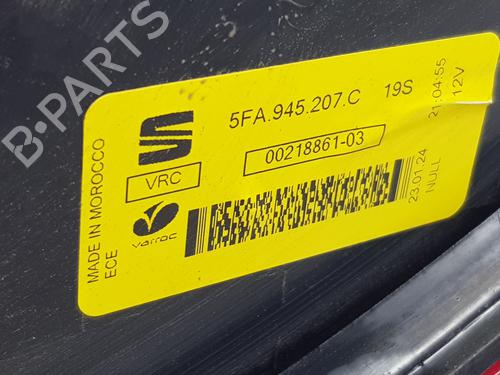 B-PARTS
MADE IN MOROCCO
ECE
VRC
varroc
5FA.945.207.C
19S
00218861-03
21:04:55
12V
23.01.24
NULL